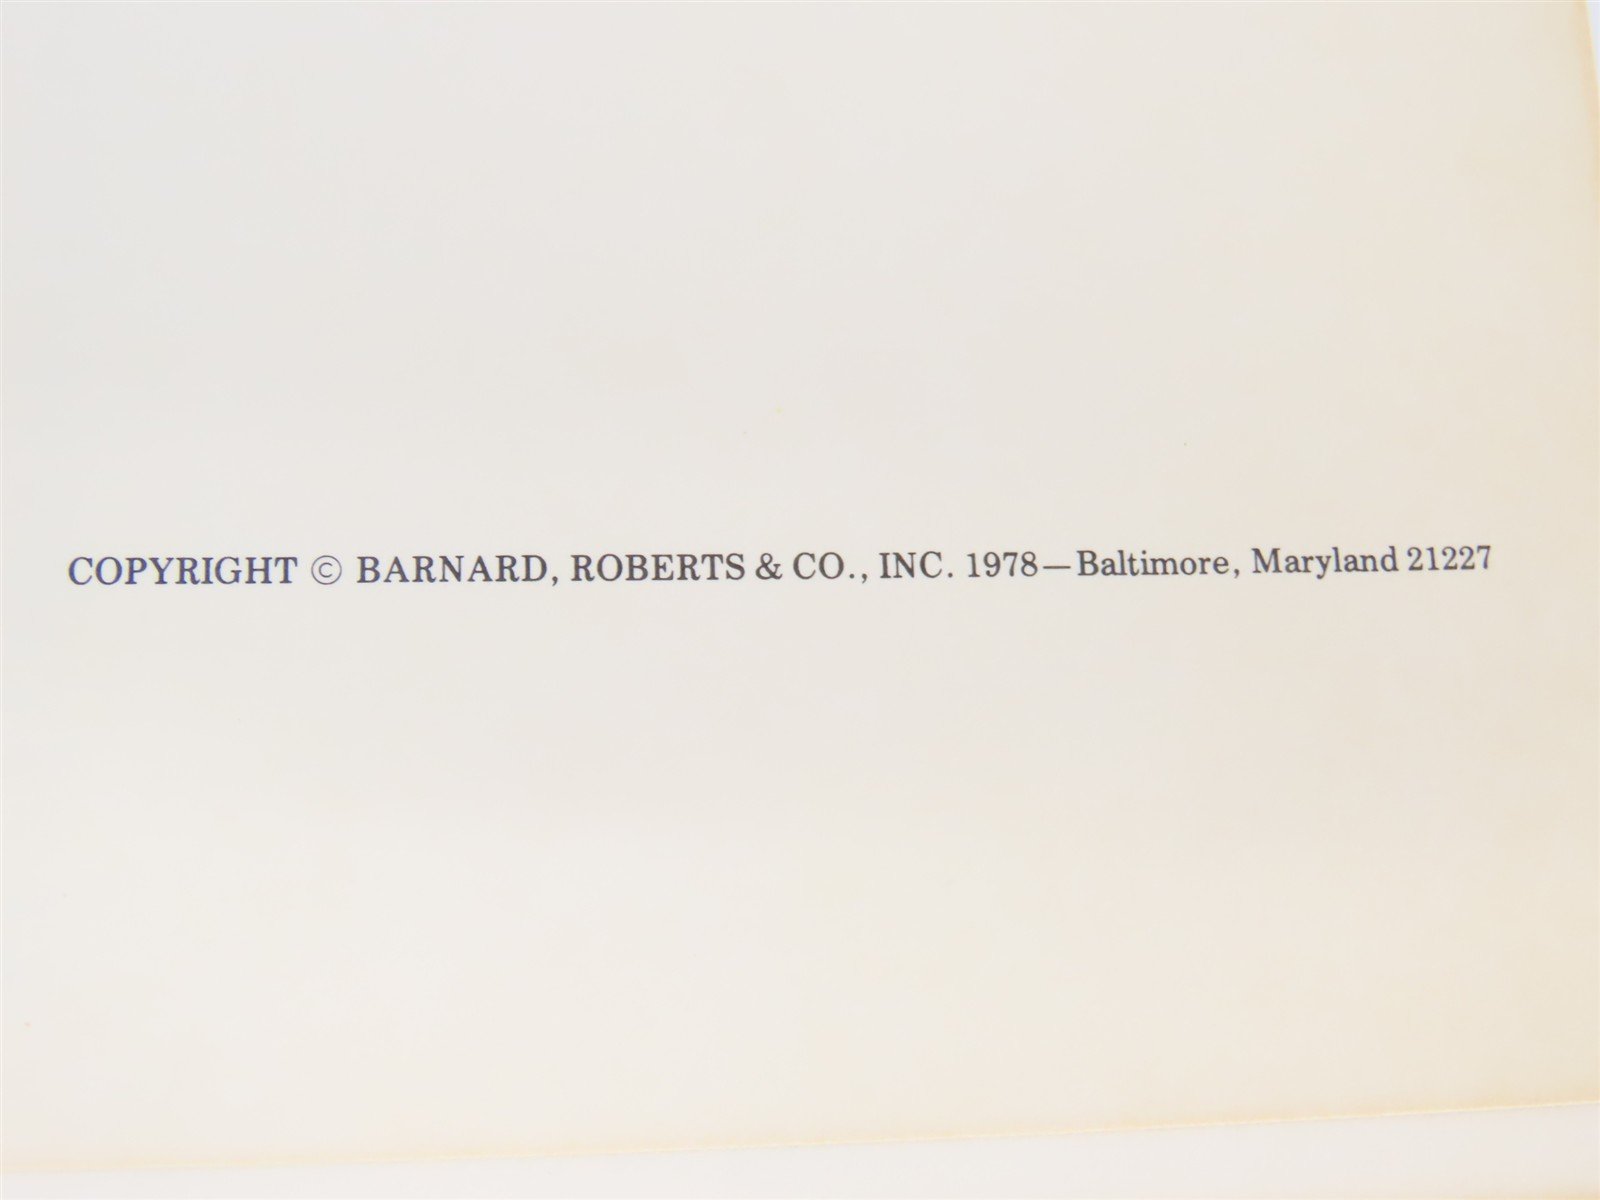 COPYRIGHT © BARNARD, ROBERTS & CO., INC. 1978—Baltimore, Maryland 21227